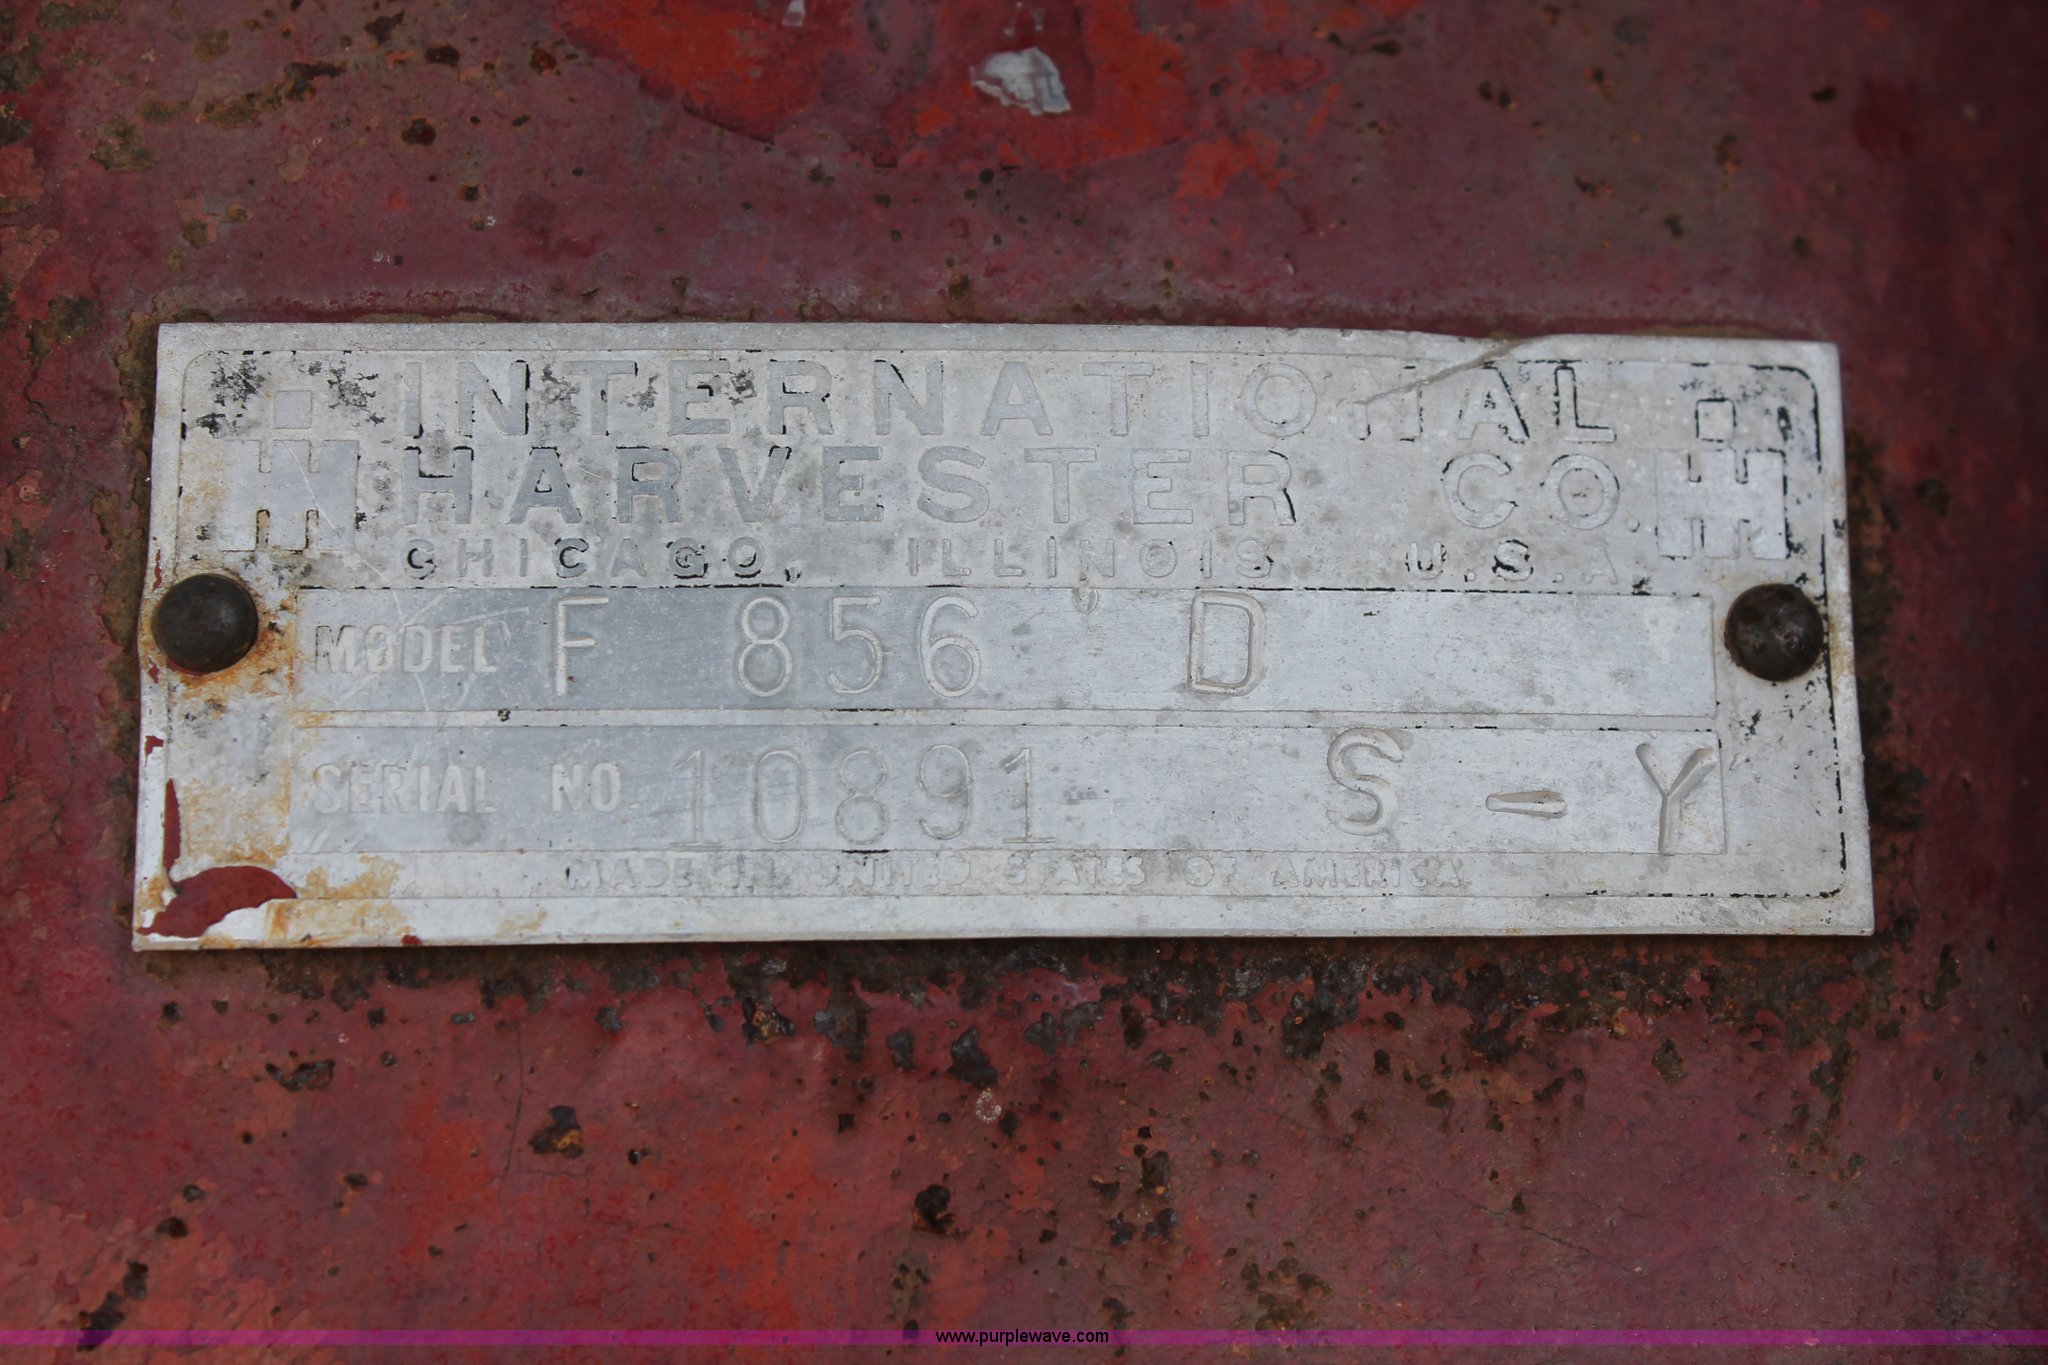 INTERNATIONAL
HARVESTER CO.
CHICAGO, ILLINOIS U.S.A
MODEL F 856 D
SERIAL NO. 10891 S-Y
MADE IN UNITED STATES OF AMERICA
www.purplewave.com